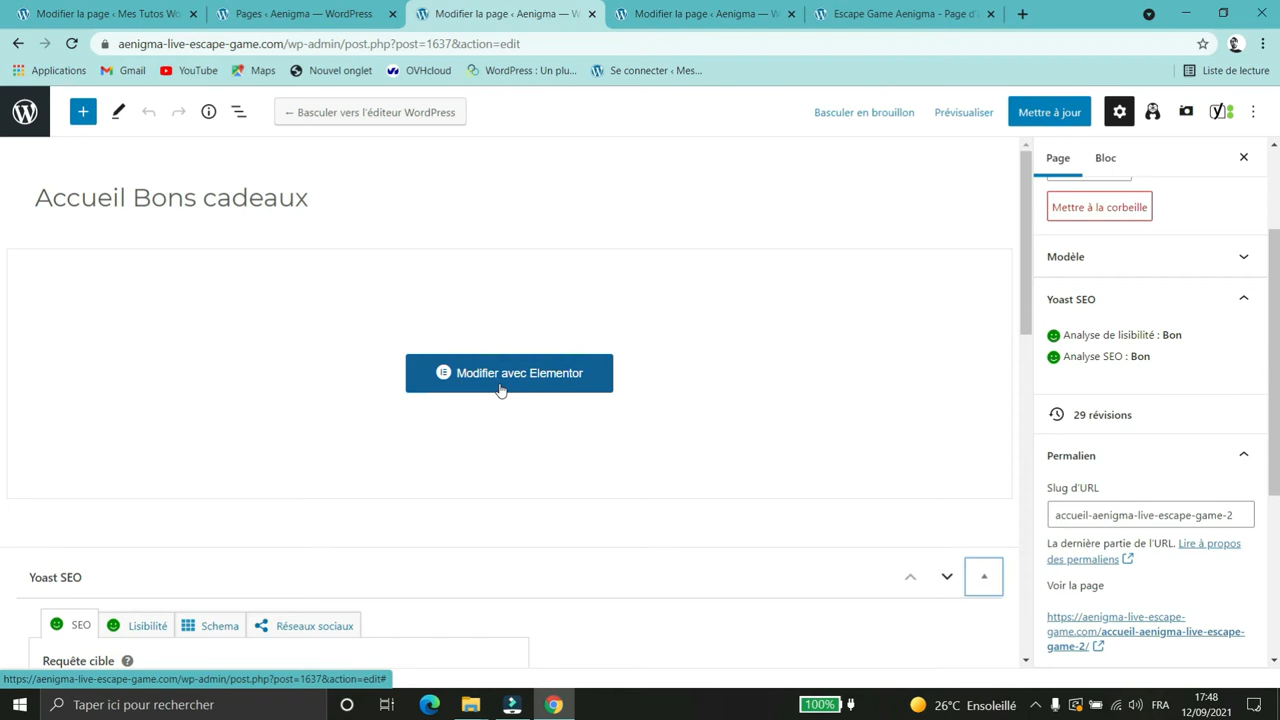 Modifier la page ‹ Mes Tutos Wo
Pages ‹ Aenigma — WordPress
Modifier la page ‹ Aenigma — W
Modifier la page ‹ Aenigma — W
Escape Game Aenigma - Page d'
aenigma-live-escape-game.com/wp-admin/post.php?post=1637&action=edit
Applications
Gmail
YouTube
Maps
Nouvel onglet
OVHcloud
WordPress : Un plu...
Se connecter ‹ Mes...
Liste de lecture
← Basculer vers l'éditeur WordPress
Basculer en brouillon
Prévisualiser
Mettre à jour
Page
Bloc
Accueil Bons cadeaux
Mettre à la corbeille
Modèle
Yoast SEO
Analyse de lisibilité : Bon
Analyse SEO : Bon
Modifier avec Elementor
29 révisions
Permalien
Slug d'URL
accueil-aenigma-live-escape-game-2
La dernière partie de l'URL. Lire à propos
des permaliens
Voir la page
https://aenigma-live-escape-
game.com/accueil-aenigma-live-escape-
game-2/
Yoast SEO
SEO
Lisibilité
Schema
Réseaux sociaux
Requête cible
https://aenigma-live-escape-game.com/wp-admin/post.php?post=1637&action=edit#
Taper ici pour rechercher
100%
26°C Ensoleillé
FRA
17:48
12/09/2021